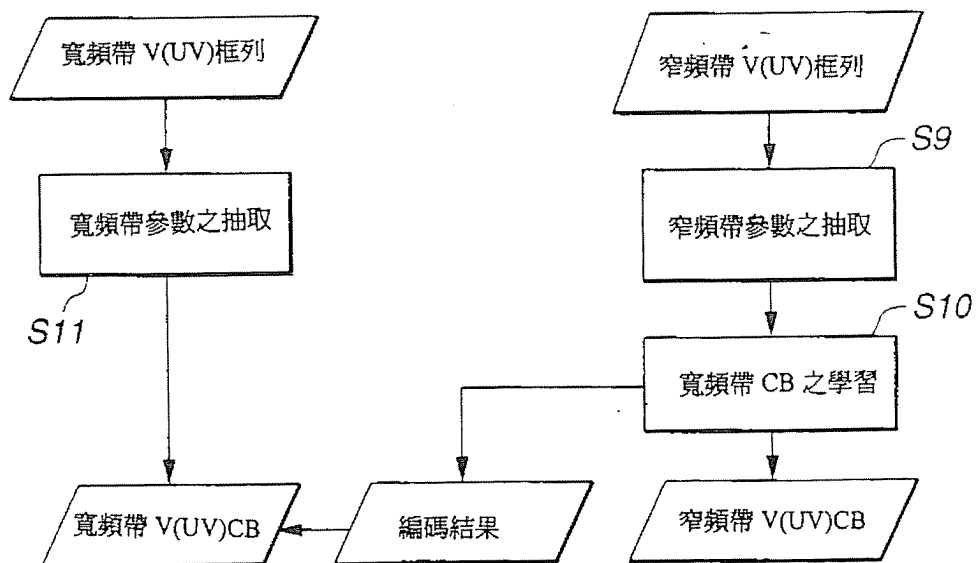 寬頻帶 V(UV)框列
窄頻帶 V(UV)框列
S9
寬頻帶參數之抽取
窄頻帶參數之抽取
S11
S10
寬頻帶 CB 之學習
寬頻帶 V(UV)CB
編碼結果
窄頻帶 V(UV)CB